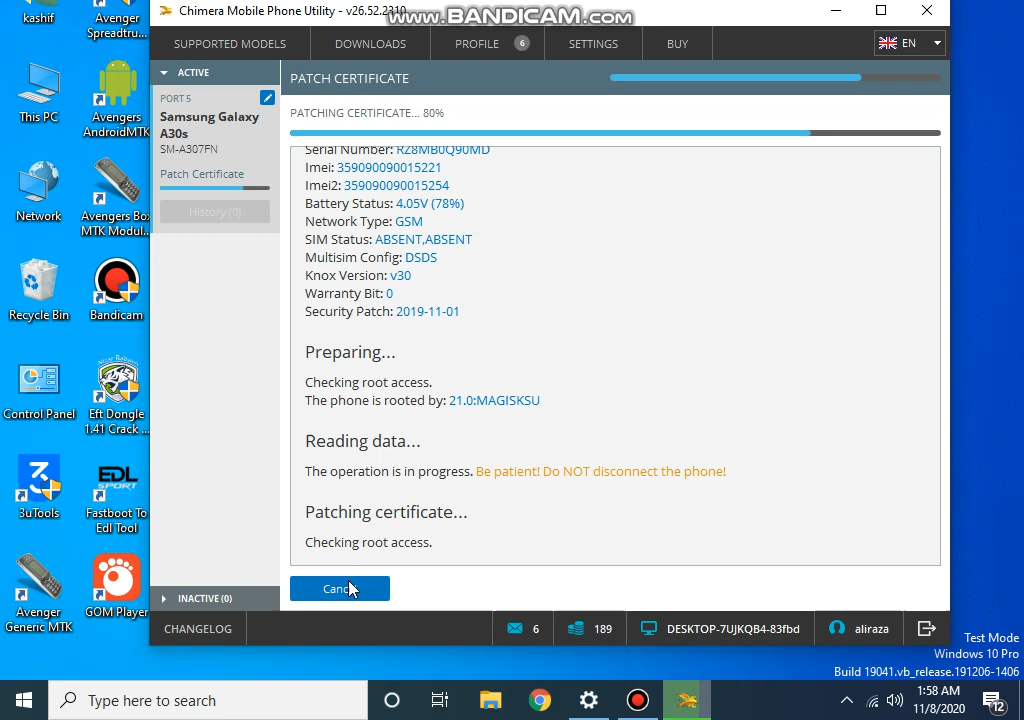 kashif
Avenger
Spreadtru...
This PC
Avengers
AndroidMTK
Network
Avengers Box
MTK Modul...
Recycle Bin
Bandicam
Control Panel
Eft Dongle
1.41 Crack ...
3uTools
EDL
Fastboot To
Edl Tool
Avenger
Generic MTK
GOM Player
Chimera Mobile Phone Utility - v26.52.2310
www.BANDICAM.com
SUPPORTED MODELS
DOWNLOADS
PROFILE
6
SETTINGS
BUY
EN
ACTIVE
PORT 5
Samsung Galaxy
A30s
SM-A307FN
Patch Certificate
History (0)
INACTIVE (0)
PATCH CERTIFICATE
PATCHING CERTIFICATE... 80%
Serial Number: RZ8MB0Q90MD
Imei: 359090090015221
Imei2: 359090090015254
Battery Status: 4.05V (78%)
Network Type: GSM
SIM Status: ABSENT,ABSENT
Multisim Config: DSDS
Knox Version: v30
Warranty Bit: 0
Security Patch: 2019-11-01
Preparing...
Checking root access.
The phone is rooted by: 21.0:MAGISKSU
Reading data...
The operation is in progress. Be patient! Do NOT disconnect the phone!
Patching certificate...
Checking root access.
CHANGELOG
6
189
DESKTOP-7UJKQB4-83fbd
aliraza
Test Mode
Windows 10 Pro
Build 19041.vb_release.191206-1406
Type here to search
1:58 AM
11/8/2020
12